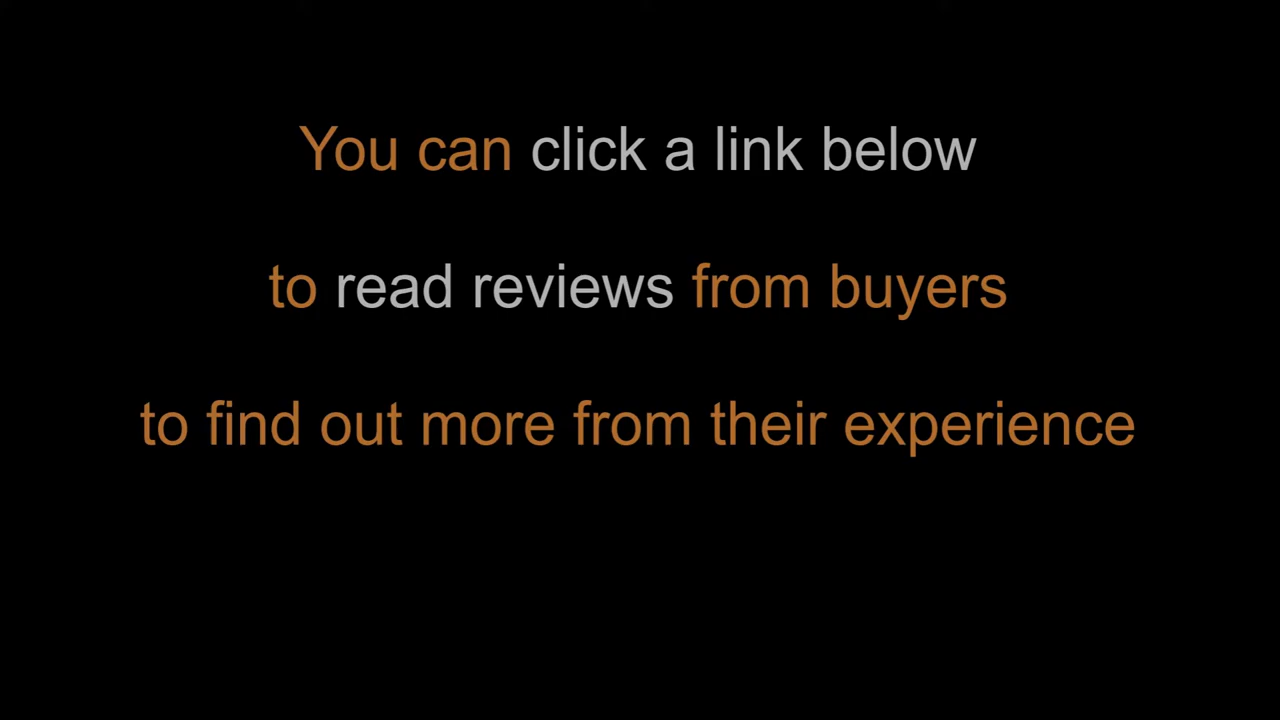 You can click a link below
to read reviews from buyers
to find out more from their experience